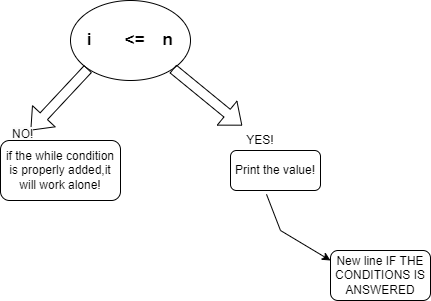 i <= n
NO!
if the while condition
is properly added,it
will work alone!
YES!
Print the value!
New line IF THE
CONDITIONS IS
ANSWERED